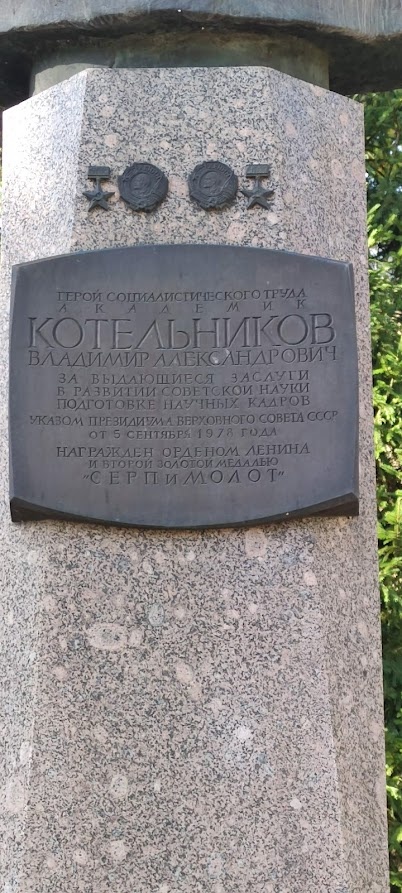 ГЕРОЙ СОЦИАЛИСТИЧЕСКОГО ТРУДА
АКАДЕМИК
КОТЕЛЬНИКОВ
ВЛАДИМИР АЛЕКСАНДРОВИЧ
ЗА ВЫДАЮЩИЕСЯ ЗАСЛУГИ
В РАЗВИТИИ СОВЕТСКОЙ НАУКИ
ПОДГОТОВКЕ НАУЧНЫХ КАДРОВ
УКАЗОМ ПРЕЗИДИУМА ВЕРХОВНОГО СОВЕТА СССР
ОТ 5 СЕНТЯБРЯ 1978 ГОДА
НАГРАЖДЕН ОРДЕНОМ ЛЕНИНА
И ВТОРОЙ ЗОЛОТОЙ МЕДАЛЬЮ
"СЕРП и МОЛОТ"